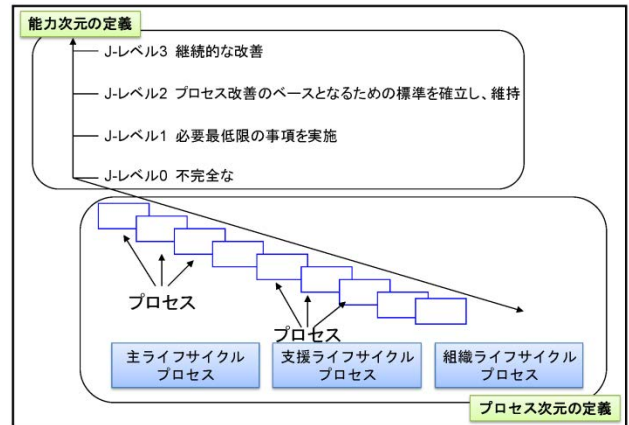 能力次元の定義
J-レベル3 継続的な改善
J-レベル2 プロセス改善のベースとなるための標準を確立し、維持
J-レベル1 必要最低限の事項を実施
J-レベル0 不完全な
プロセス
プロセス
主ライフサイクル
プロセス
支援ライフサイクル
プロセス
組織ライフサイクル
プロセス
プロセス次元の定義